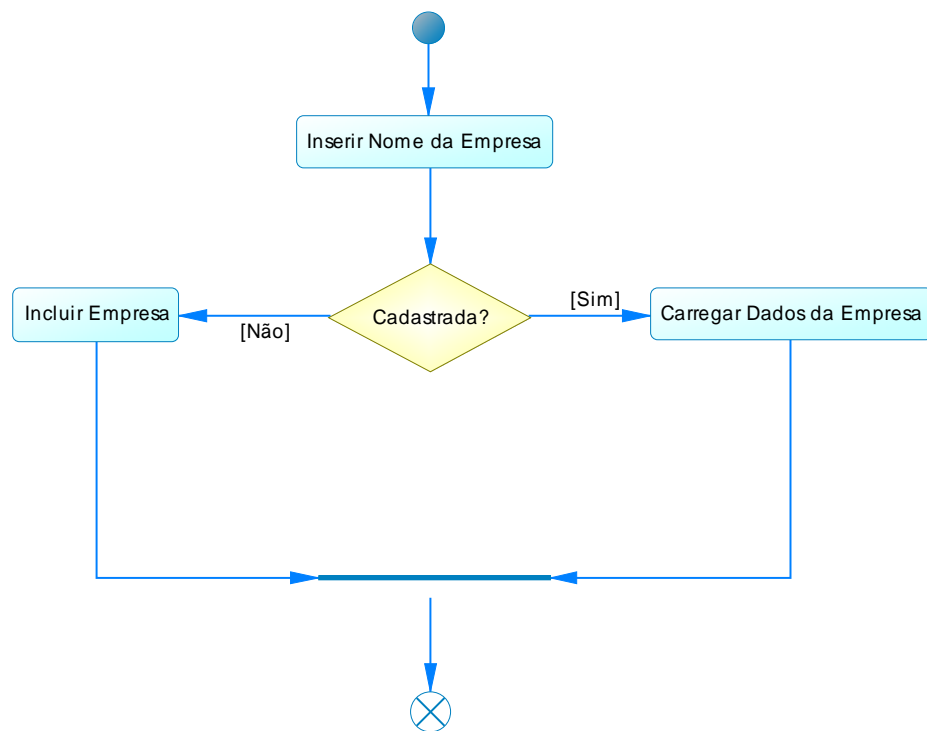 Inserir Nome da Empresa
[Sim]
Incluir Empresa
Cadastrada?
Carregar Dados da Empresa
[Não]